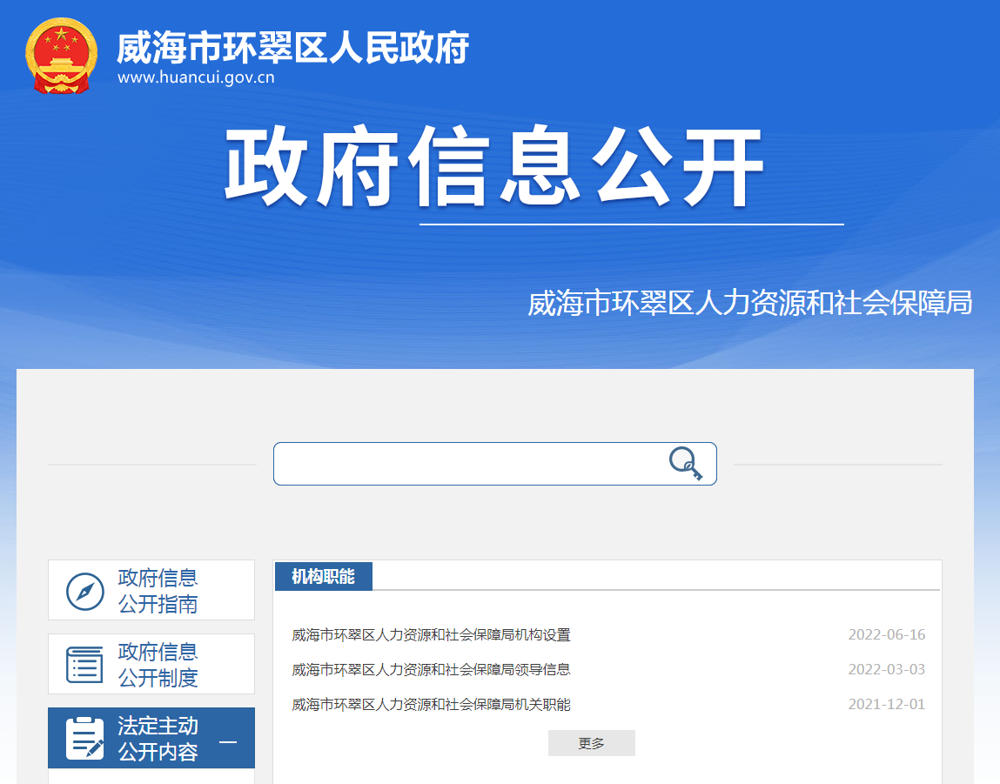 威海市环翠区人民政府
www.huancui.gov.cn
政府信息公开
威海市环翠区人力资源和社会保障局
政府信息
公开指南
政府信息
公开制度
法定主动
公开内容
机构职能
威海市环翠区人力资源和社会保障局机构设置 2022-06-16
威海市环翠区人力资源和社会保障局领导信息 2022-03-03
威海市环翠区人力资源和社会保障局机关职能 2021-12-01
更多